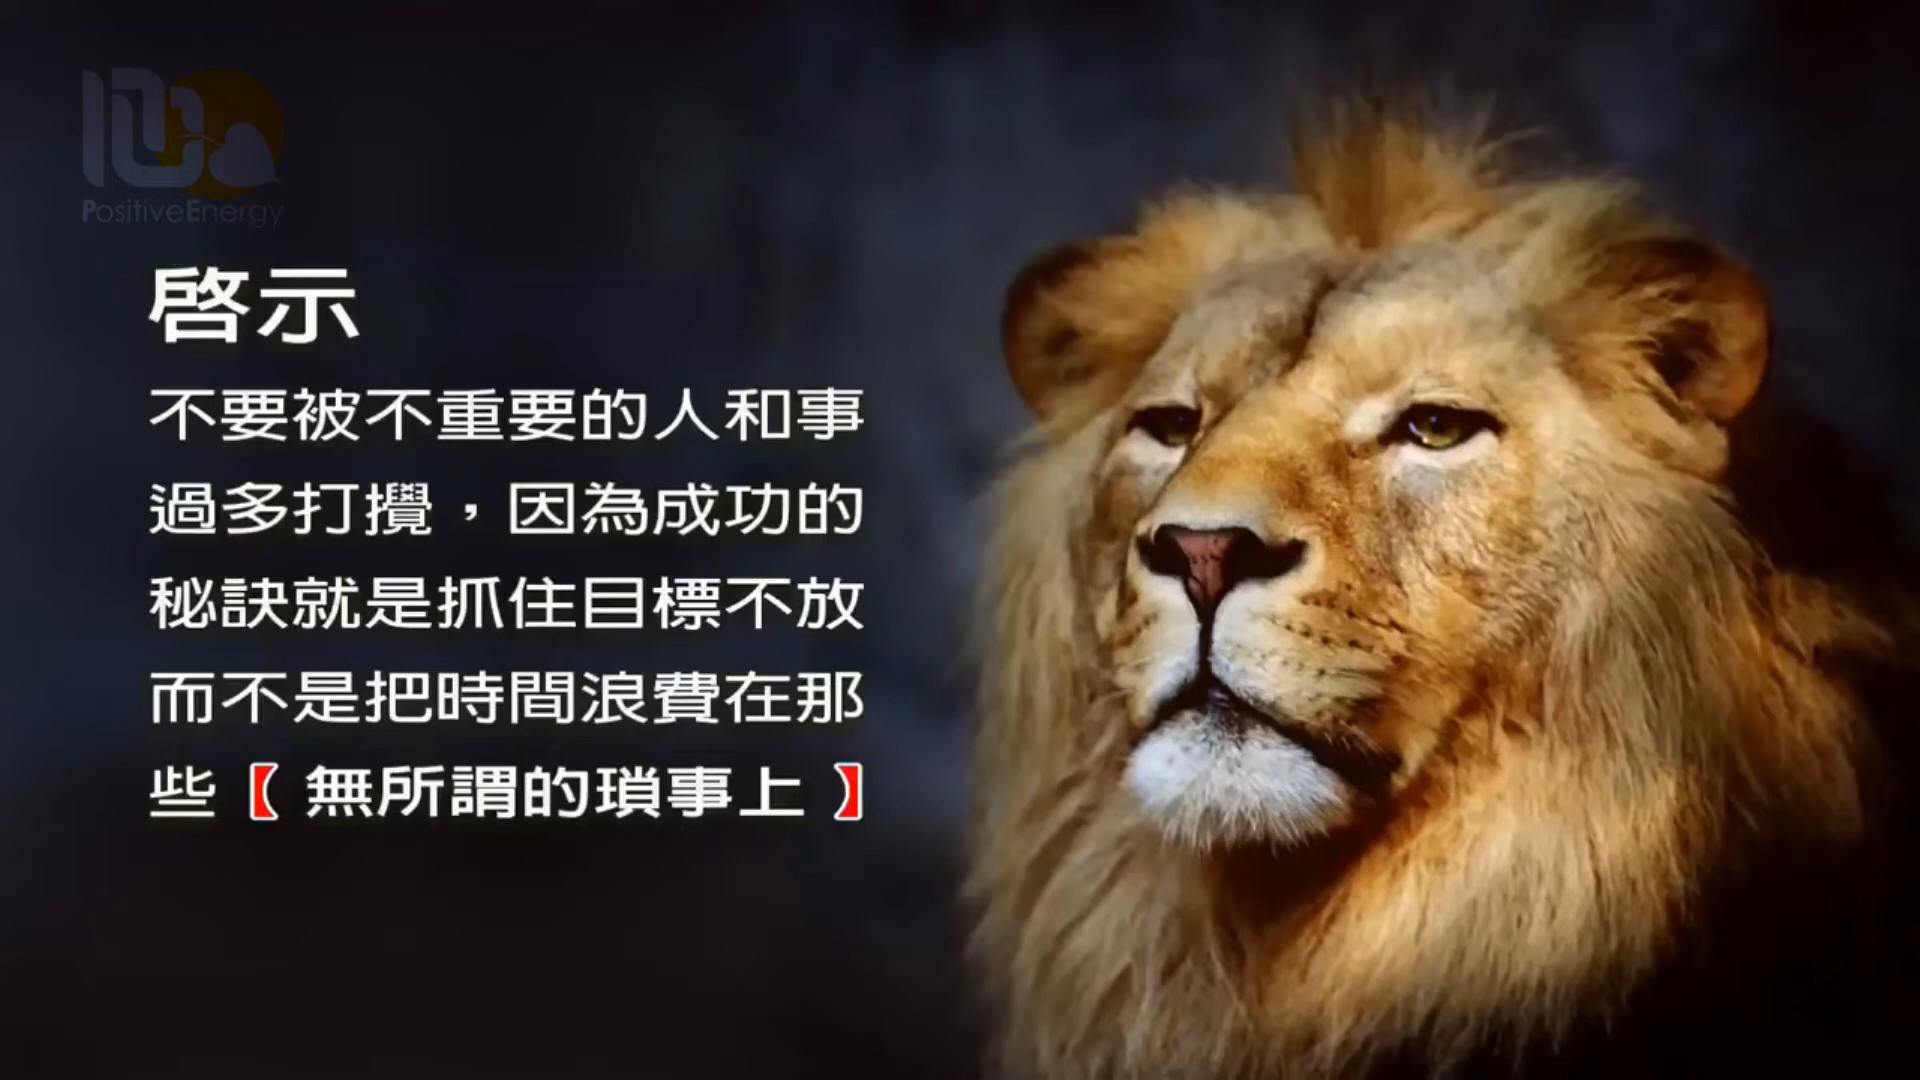 PositiveEnergy
啓示
不要被不重要的人和事
過多打攪，因為成功的
秘訣就是抓住目標不放
而不是把時間浪費在那
些【無所謂的瑣事上】